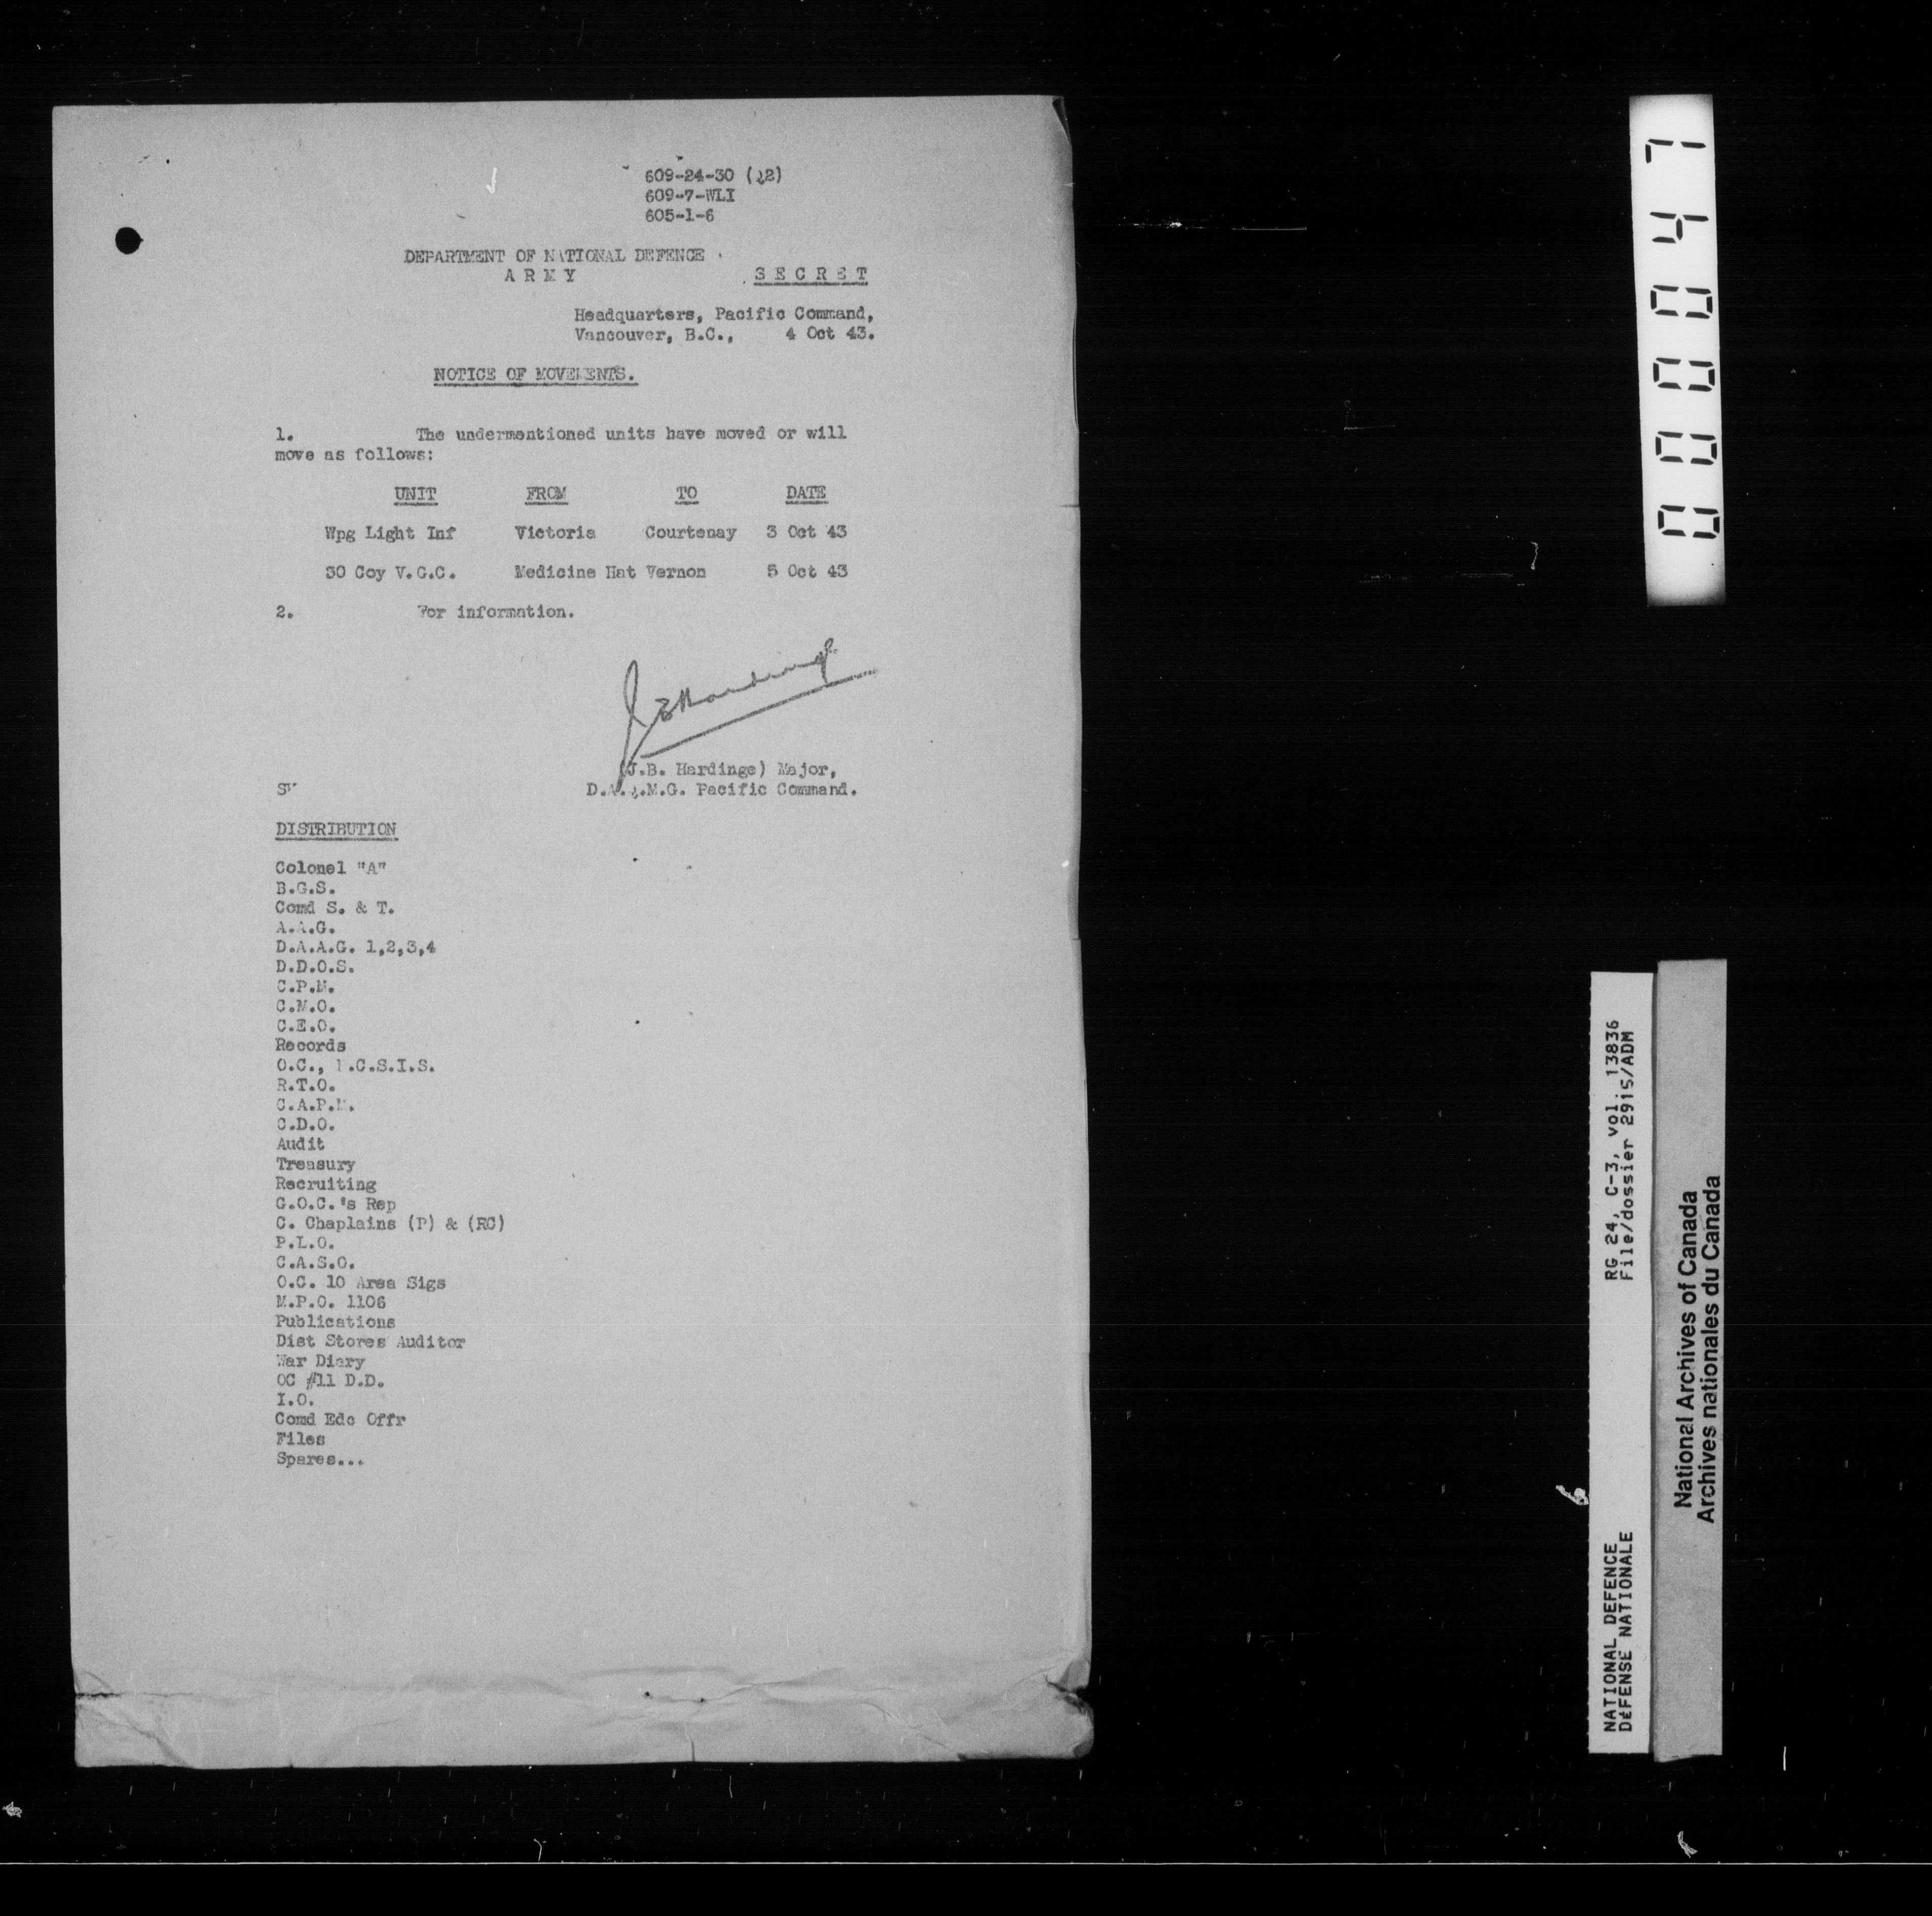 609-24-30 (Q2)
609-7-WLI
605-1-6
DEPARTMENT OF NATIONAL DEFENCE
A R M Y S E C R E T
Headquarters, Pacific Command,
Vancouver, B.C., 4 Oct 43.
NOTICE OF MOVEMENTS.
1. The undermentioned units have moved or will
move as follows:
UNIT FROM TO DATE
Wpg Light Inf Victoria Courtenay 3 Oct 43
30 Coy V.G.C. Medicine Hat Vernon 5 Oct 43
2. For information.
JBHardinge
(J.B. Hardinge) Major,
D.A.Q.M.G. Pacific Command.
DISTRIBUTION
Colonel "A"
B.G.S.
Comd S. & T.
A.A.G.
D.A.A.G. 1,2,3,4
D.D.O.S.
C.P.M.
C.M.O.
C.E.O.
Records
O.C., .C.S.I.S.
R.T.O.
C.A.P.M.
C.D.O.
Audit
Treasury
Recruiting
G.O.C.'s Rep
C. Chaplains (P) & (RC)
P.L.O.
C.A.S.O.
O.C. 10 Area Sigs
M.P.O. 1106
Publications
Dist Stores Auditor
War Diary
OC #11 D.D.
I.O.
Comd Edc Offr
Files
Spares...
000047
RG 24, C-3, vol. 13836
File/dossier 2915/ADM
NATIONAL DEFENCE
DÉFENSE NATIONALE
National Archives of Canada
Archives nationales du Canada